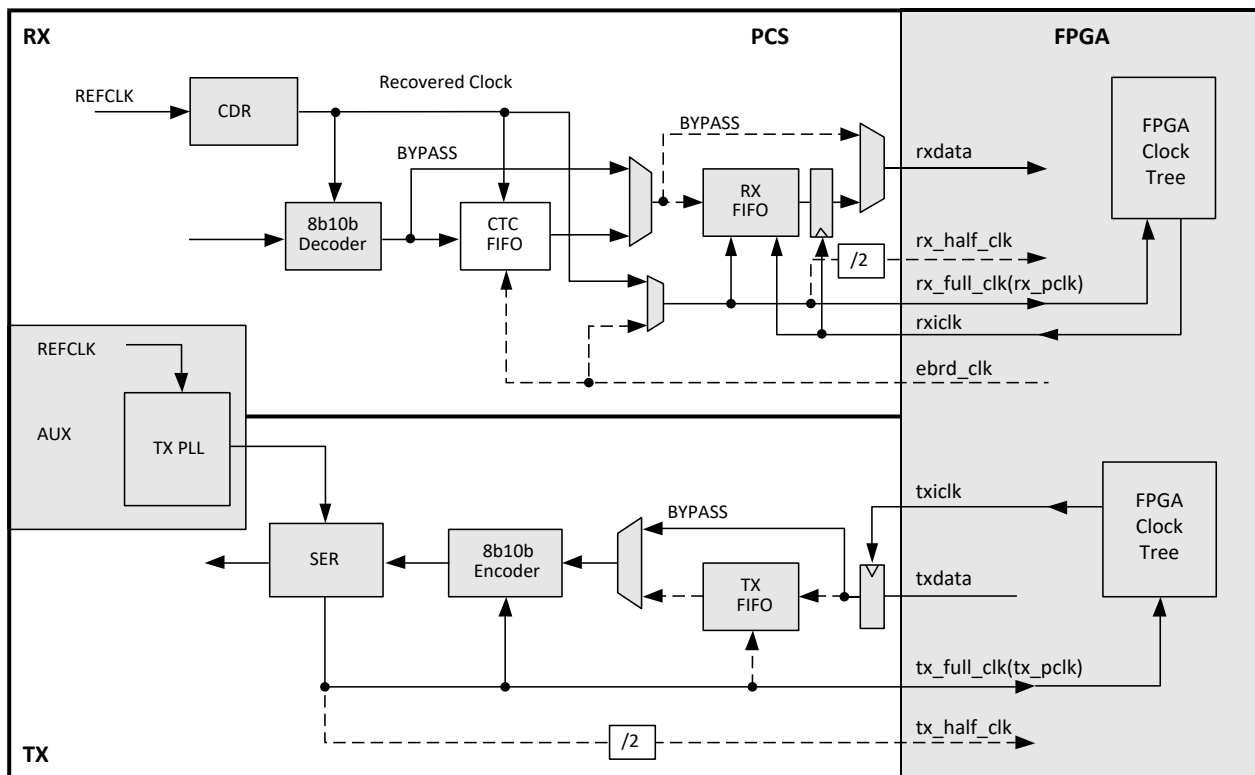 RX
PCS
FPGA
REFCLK
CDR
Recovered Clock
BYPASS
BYPASS
8b10b
Decoder
CTC
FIFO
RX
FIFO
/2
rxdata
rx_half_clk
rx_full_clk(rx_pclk)
rxiclk
ebrd_clk
FPGA
Clock
Tree
REFCLK
AUX
TX PLL
SER
8b10b
Encoder
BYPASS
TX
FIFO
txiclk
txdata
FPGA
Clock
Tree
tx_full_clk(tx_pclk)
tx_half_clk
/2
TX